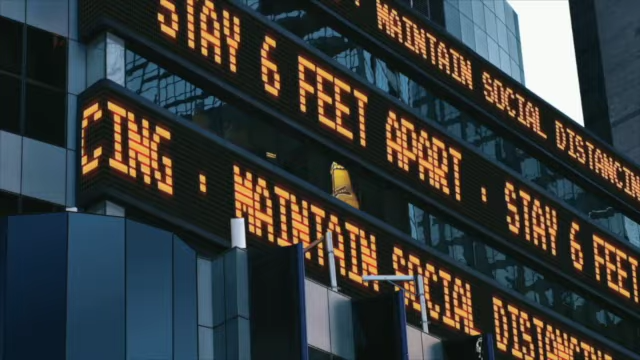 MAINTAIN SOCIAL DISTANCING
STAY 6 FEET APART · STAY 6 FEET
CING · MAINTAIN SOCIAL DISTANCING